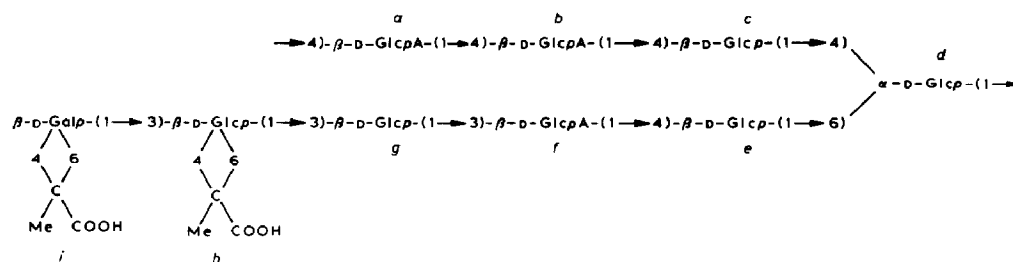 a b c
→4)-β-D-GlcpA-(1→4)-β-D-GlcpA-(1→4)-β-D-Glcp-(1→4)
d
α-D-Glcp-(1→
β-D-Galp-(1→3)-β-D-Glcp-(1→3)-β-D-Glcp-(1→3)-β-D-GlcpA-(1→4)-β-D-Glcp-(1→6)
g f e
4 6 4 6
C C
Me COOH Me COOH
i h